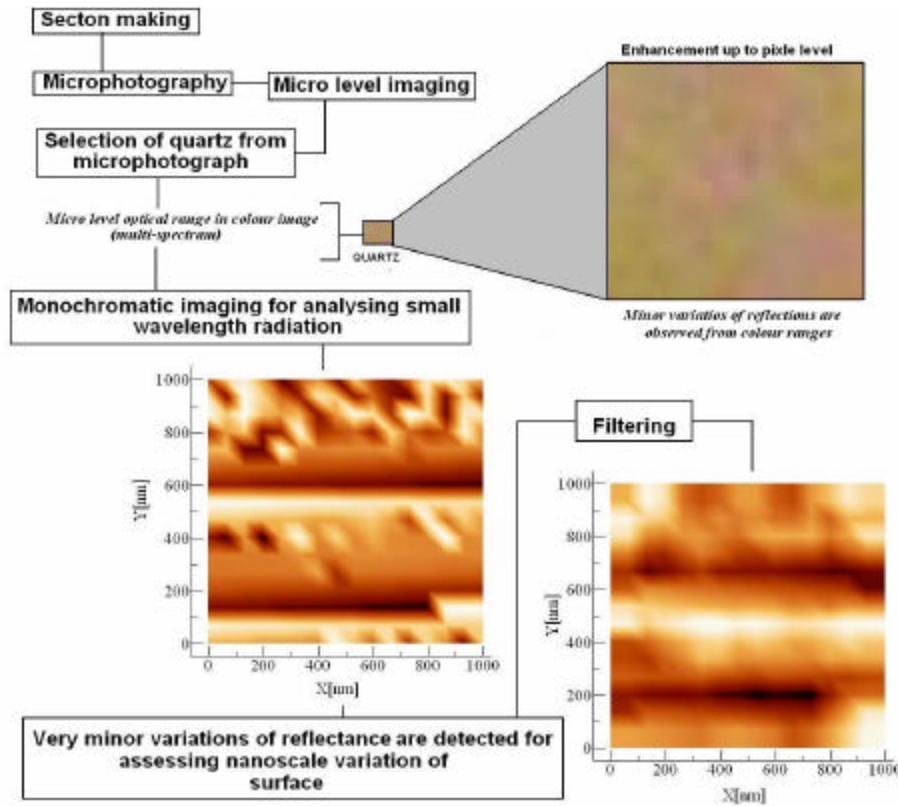 Secton making
Microphotography
Micro level imaging
Selection of quartz from
microphotograph
Micro level optical range in colour image
(multi-spectram)
QUARTZ
Enhancement up to pixle level
Minor variatios of reflections are
observed from colour ranges
Monochromatic imaging for analysing small
wavelength radiation
1000
800
600
400
200
0
Y[nm]
0 200 400 600 800 1000
X[nm]
Filtering
1000
800
600
400
200
0
Y[nm]
0 200 400 600 800 1000
X[nm]
Very minor variations of reflectance are detected for
assessing nanoscale variation of
surface